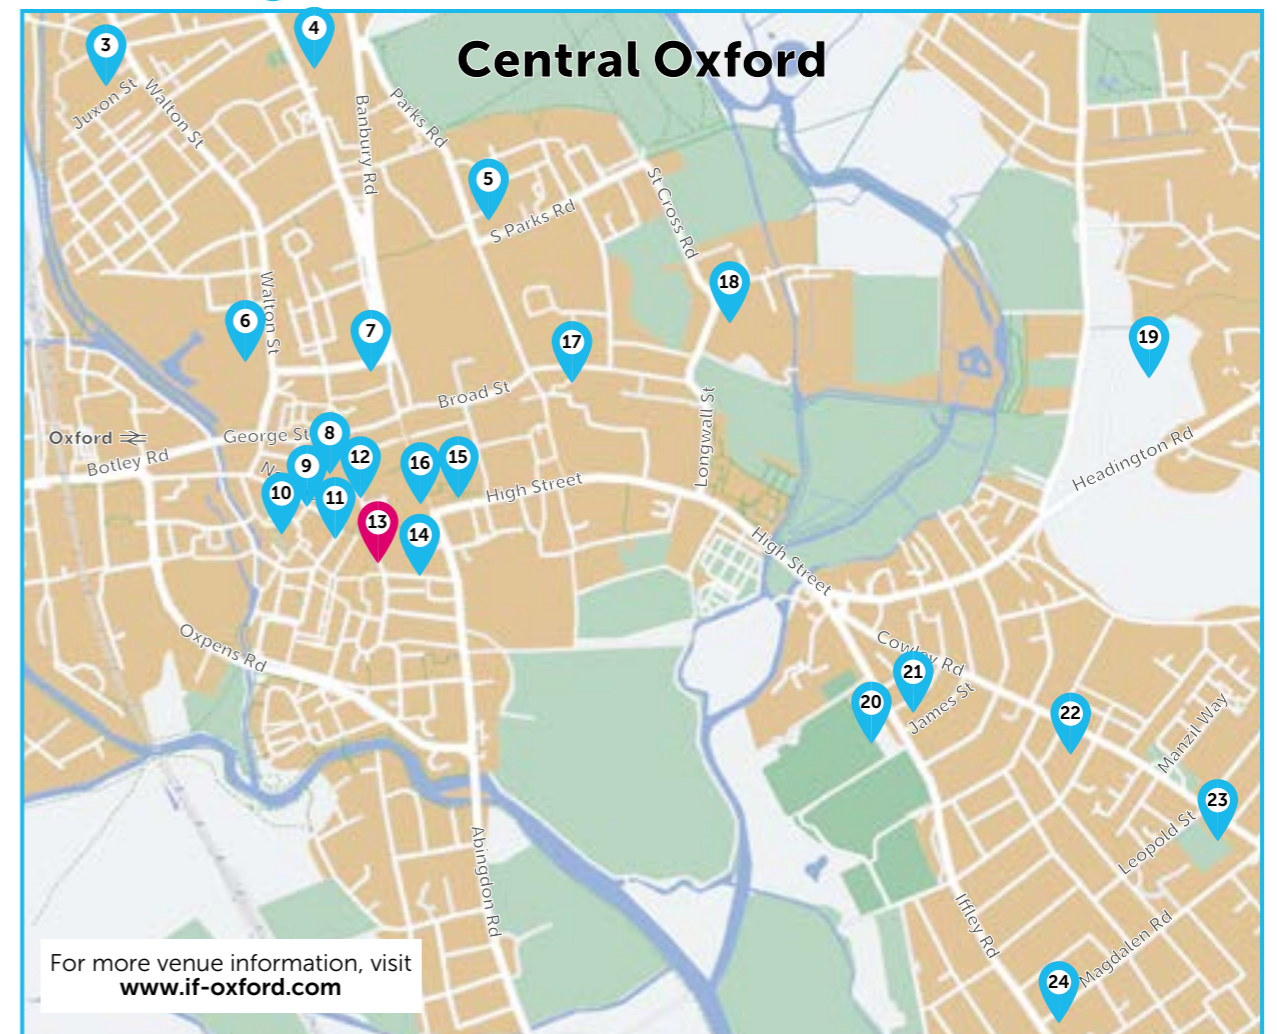 Central Oxford
3
4
Juxon St
Walton St
Banbury Rd
Parks Rd
5
S Parks Rd
St Cross Rd
18
6
Walton St
7
17
19
Broad St
Longwall St
Oxford
George St
Botley Rd
8
9
12
16
15
10
11
13
14
High Street
Headington Rd
High Street
Oxpens Rd
Cowley Rd
21
20
James St
22
Manzil Way
23
Leopold St
Abingdon Rd
Iffley Rd
Magdalen Rd
24
For more venue information, visit
www.if-oxford.com